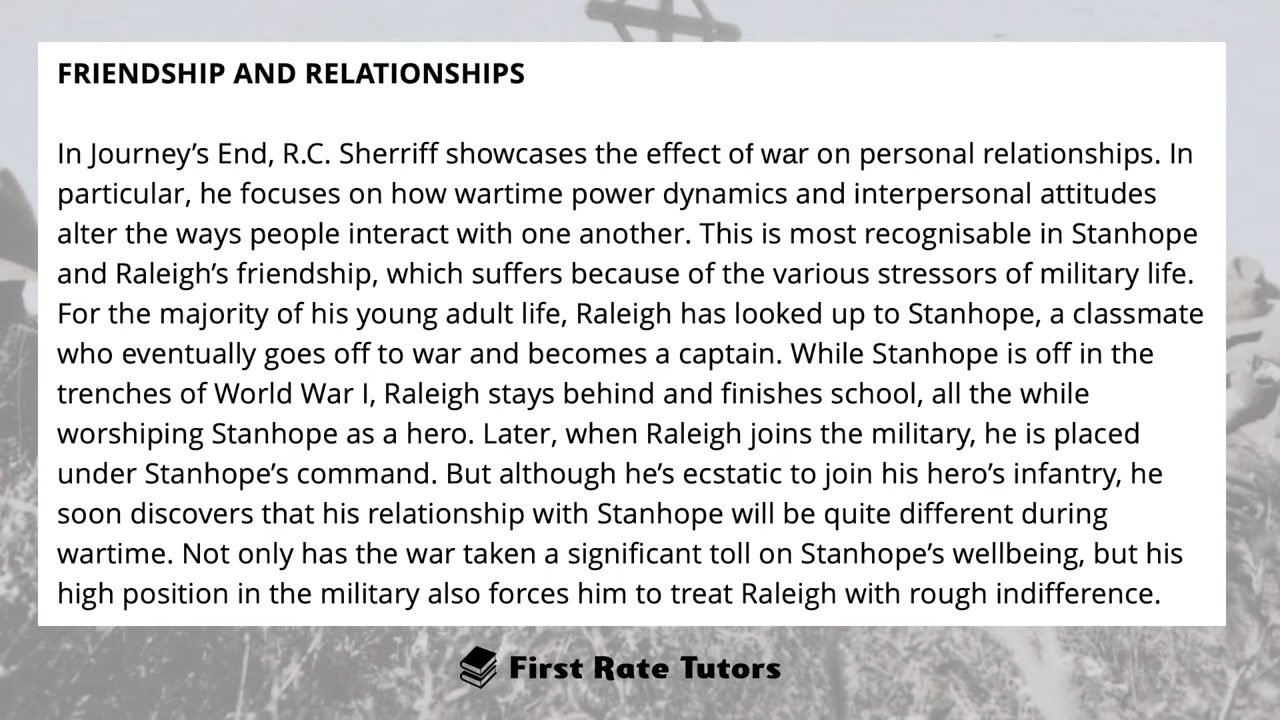 FRIENDSHIP AND RELATIONSHIPS
In Journey’s End, R.C. Sherriff showcases the effect of war on personal relationships. In
particular, he focuses on how wartime power dynamics and interpersonal attitudes
alter the ways people interact with one another. This is most recognisable in Stanhope
and Raleigh’s friendship, which suffers because of the various stressors of military life.
For the majority of his young adult life, Raleigh has looked up to Stanhope, a classmate
who eventually goes off to war and becomes a captain. While Stanhope is off in the
trenches of World War I, Raleigh stays behind and finishes school, all the while
worshiping Stanhope as a hero. Later, when Raleigh joins the military, he is placed
under Stanhope’s command. But although he’s ecstatic to join his hero’s infantry, he
soon discovers that his relationship with Stanhope will be quite different during
wartime. Not only has the war taken a significant toll on Stanhope’s wellbeing, but his
high position in the military also forces him to treat Raleigh with rough indifference.
First Rate Tutors